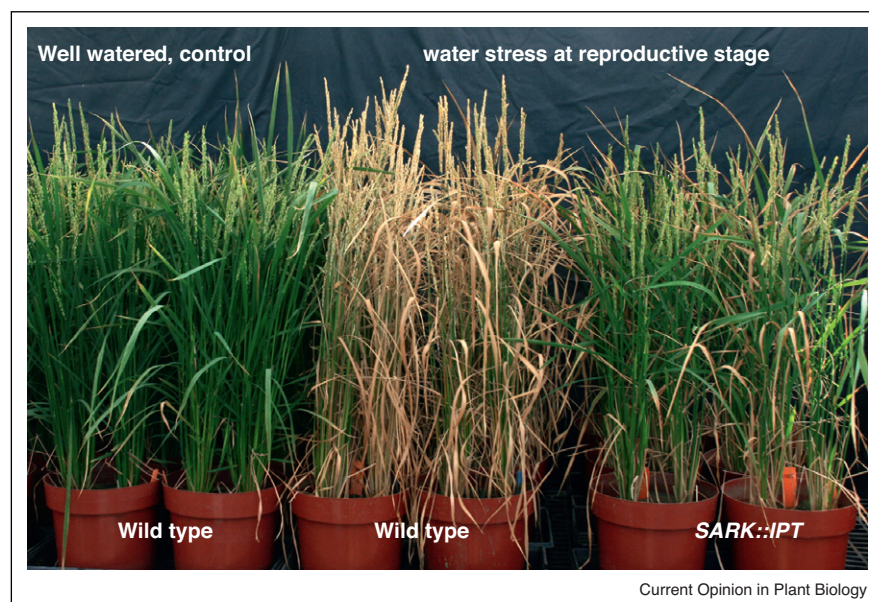 Well watered, control
water stress at reproductive stage
Wild type
Wild type
SARK::IPT
Current Opinion in Plant Biology